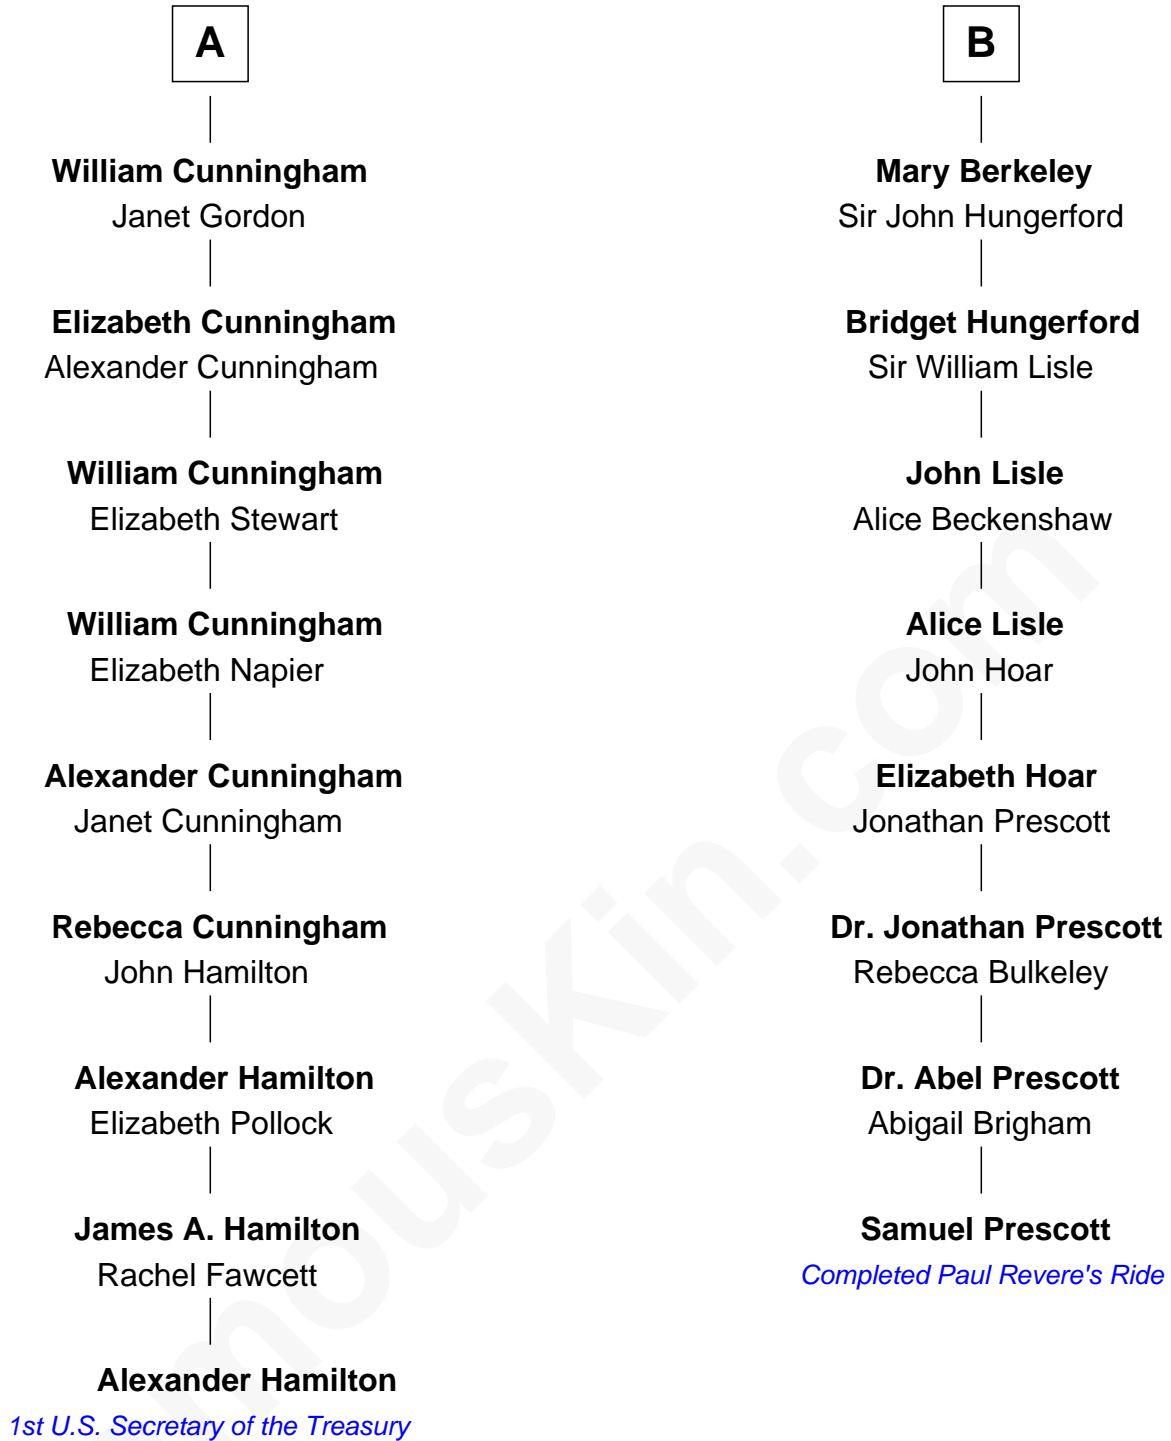 A
William Cunningham
Janet Gordon
Elizabeth Cunningham
Alexander Cunningham
William Cunningham
Elizabeth Stewart
William Cunningham
Elizabeth Napier
Alexander Cunningham
Janet Cunningham
Rebecca Cunningham
John Hamilton
Alexander Hamilton
Elizabeth Pollock
James A. Hamilton
Rachel Fawcett
Alexander Hamilton
1st U.S. Secretary of the Treasury
B
Mary Berkeley
Sir John Hungerford
Bridget Hungerford
Sir William Lisle
John Lisle
Alice Beckenshaw
Alice Lisle
John Hoar
Elizabeth Hoar
Jonathan Prescott
Dr. Jonathan Prescott
Rebecca Bulkeley
Dr. Abel Prescott
Abigail Brigham
Samuel Prescott
Completed Paul Revere's Ride
mousKin.com